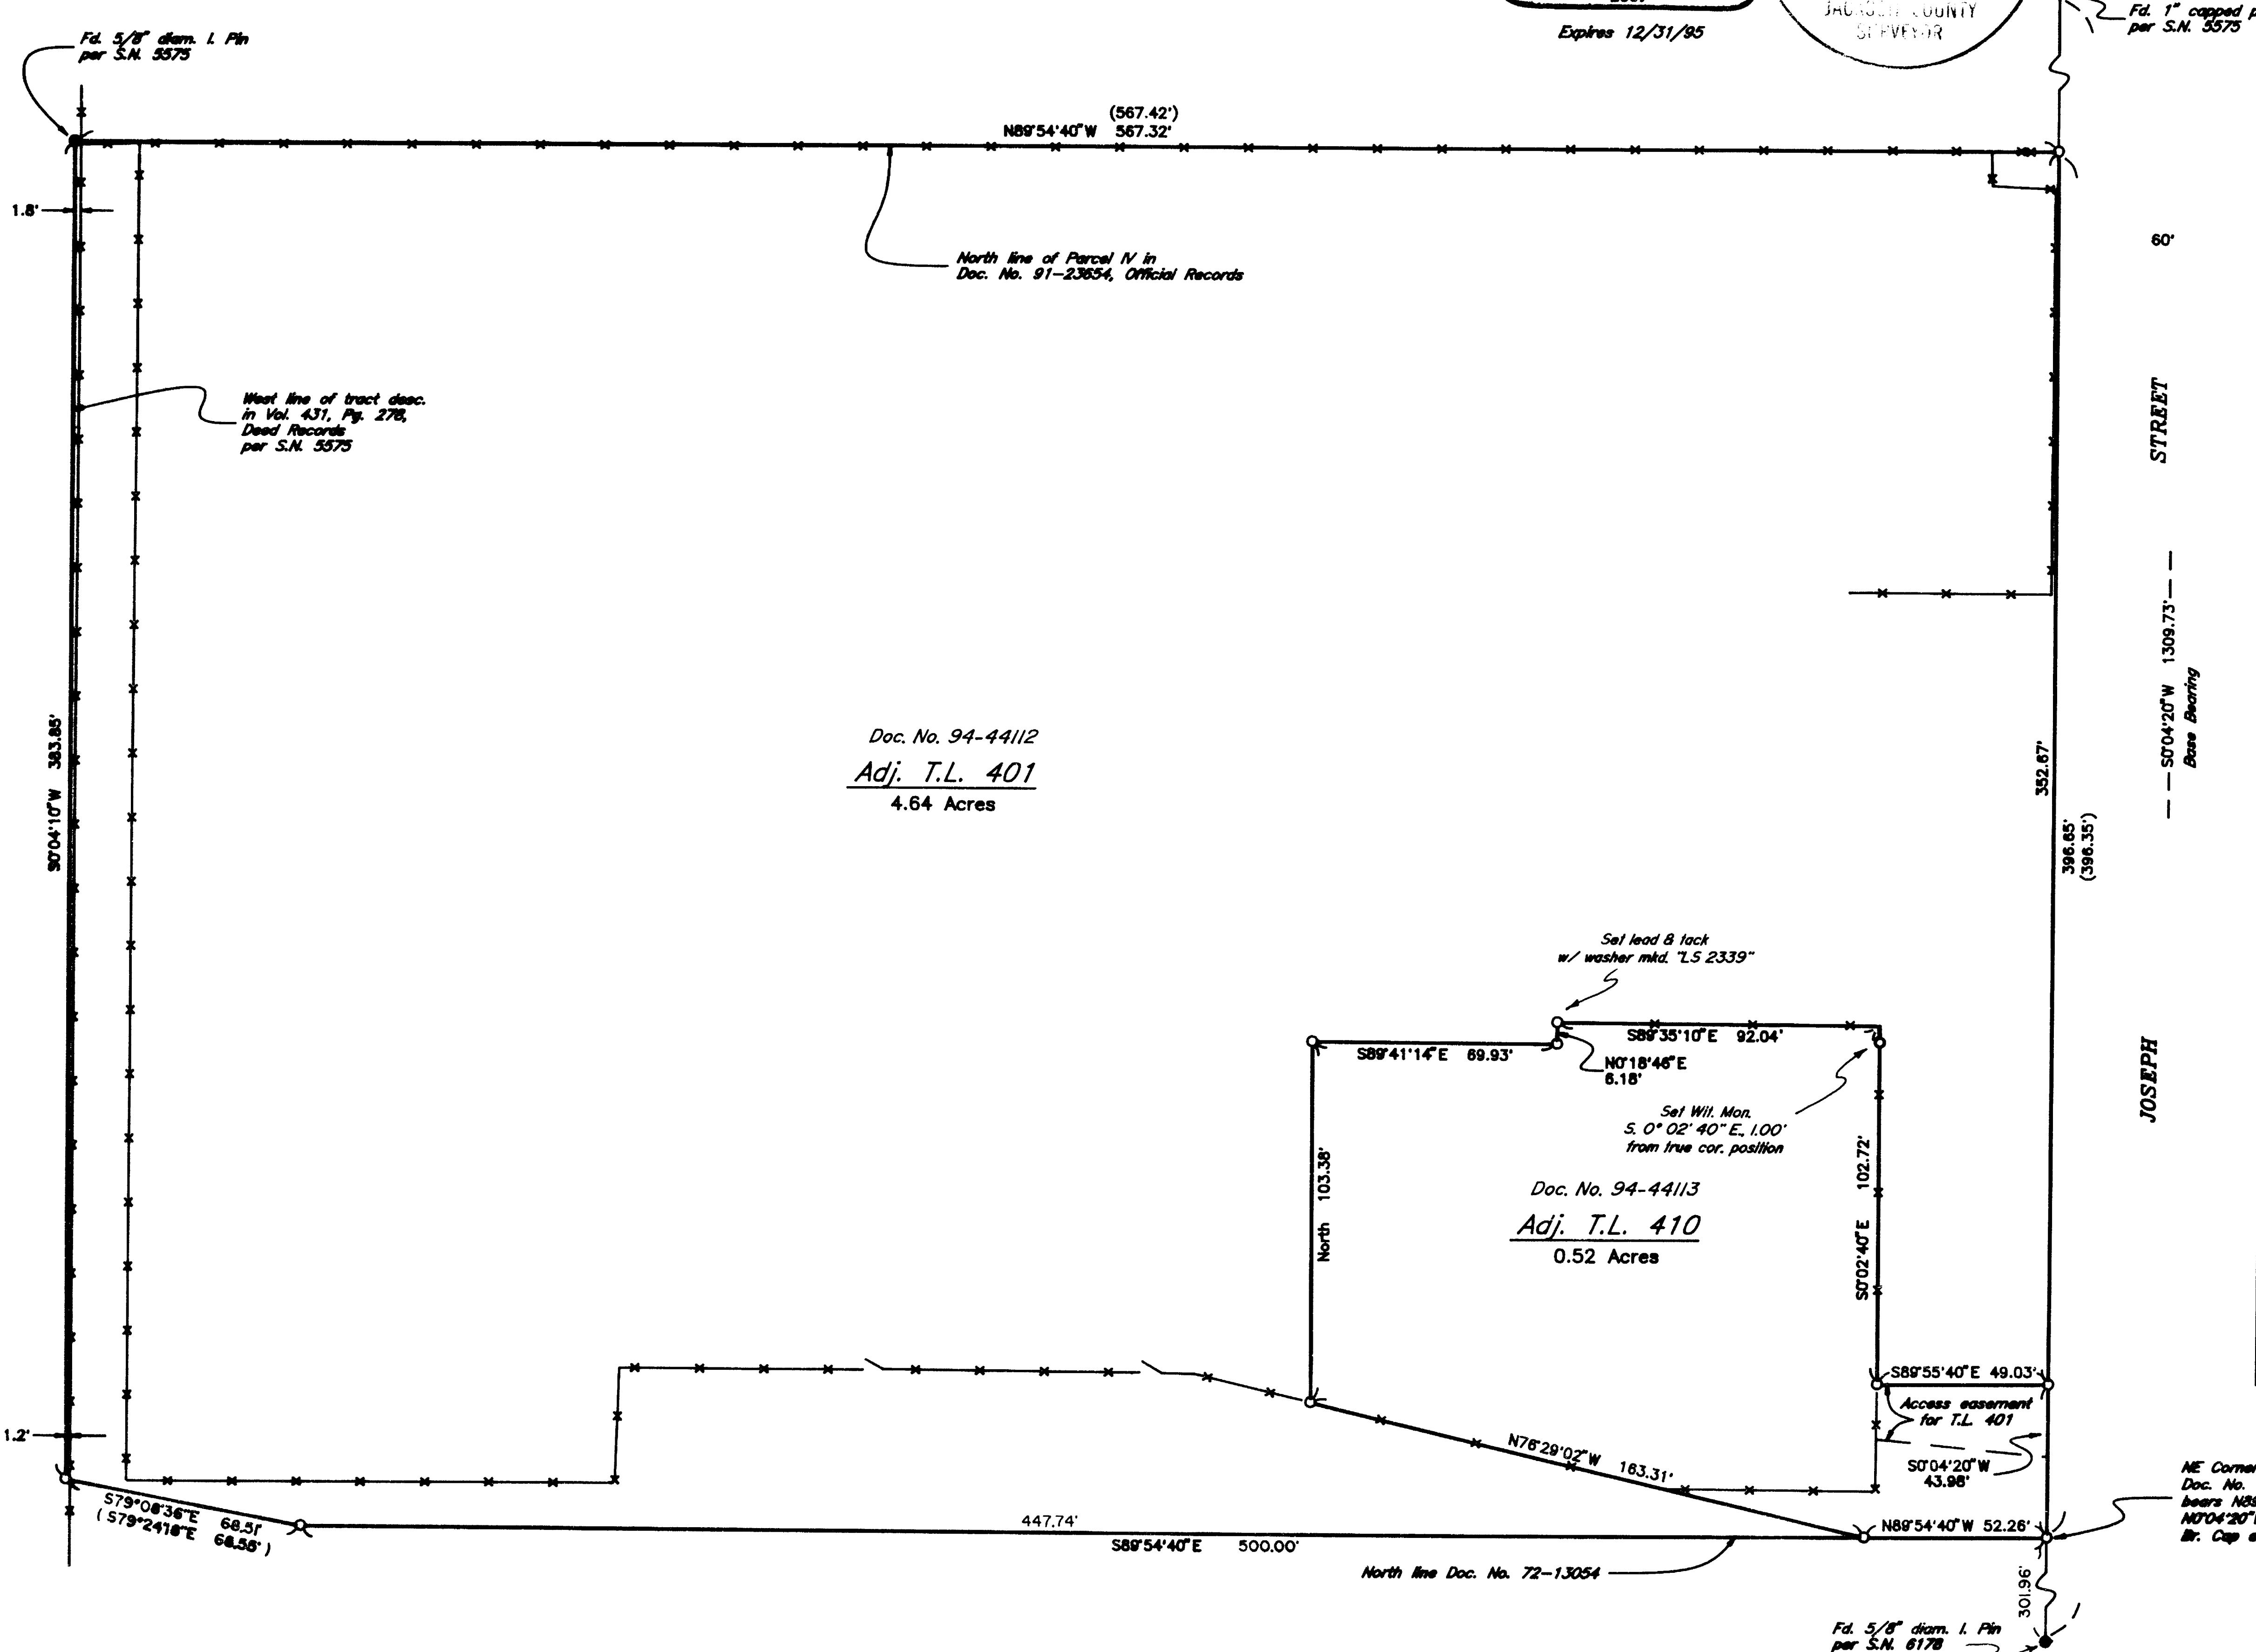 Expires 12/31/95
COUNTY
SURVEYOR
Fd. 1" capped
per S.N. 5575
Fd. 5/8" diam. I. Pin
per S.N. 5575
(567.42')
N89°54'40"W 567.32'
1.8'
60'
North line of Parcel IV in
Doc. No. 91-23654, Official Records
STREET
West line of tract desc.
in Vol. 431, Pg. 278,
Deed Records
per S.N. 5575
S0°04'10"W 383.85'
Doc. No. 94-44112
Adj. T.L. 401
4.64 Acres
352.67'
396.65'
(396.35')
S0°04'20"W 1309.73'
Base Bearing
Set lead & tack
w/ washer mkd. "LS 2339"
S89°35'10"E 92.04'
S89°41'14"E 69.93'
N0°18'46"E
6.18'
JOSEPH
Set Wit. Mon.
S. 0° 02' 40" E., 1.00'
from true cor. position
North 103.38'
S0°02'40"E 102.72'
Doc. No. 94-44113
Adj. T.L. 410
0.52 Acres
S89°55'40"E 49.03'
Access easement
for T.L. 401
1.2'
N76°29'02"W 163.31'
S0°04'20"W
43.98'
NE Corner
Doc. No.
bears
N0°04'20"
Br. Cap
S79°08'36"E 68.51'
(S79°24'18"E 68.56')
447.74'
S89°54'40"E 500.00'
N89°54'40"W 52.26'
North line Doc. No. 72-13054
301.96'
Fd. 5/8" diam. I. Pin
per S.N. 6178